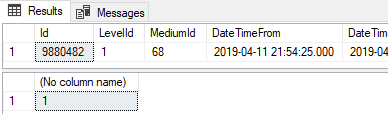 Results Messages
Id LevelId MediumId DateTimeFrom DateTim
1 9880482 1 68 2019-04-11 21:54:25.000 2019-04
(No column name)
1 1